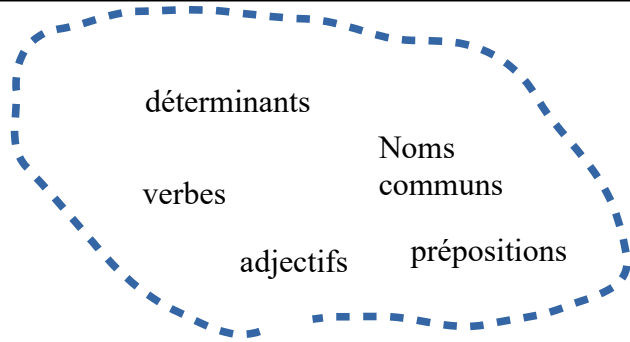 déterminants
Noms
communs
verbes
prépositions
adjectifs